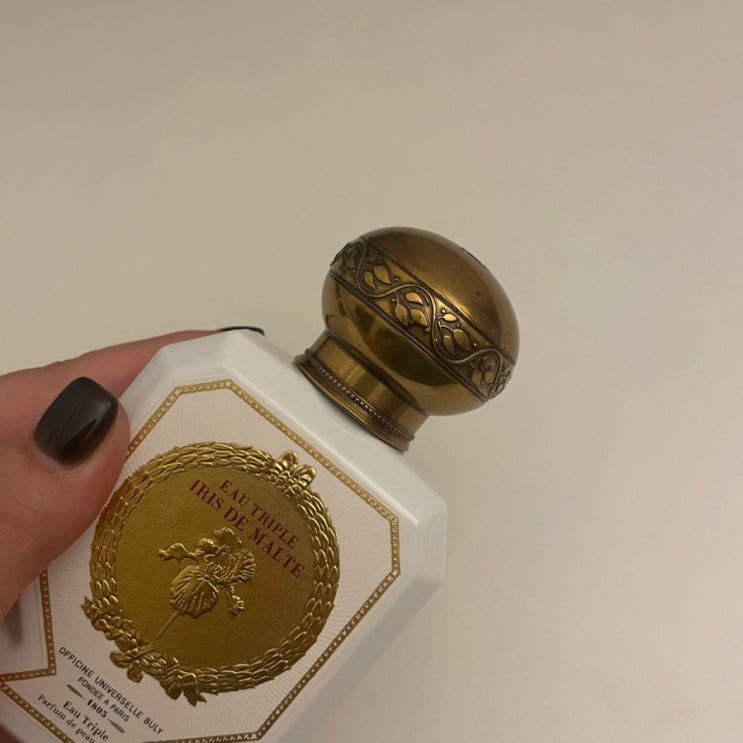 EAU TRIPLE
IRIS DE MALTE
OFFICINE UNIVERSELLE BULY
FONDÉE A PARIS
1803
Eau Triple
Parfum de peau